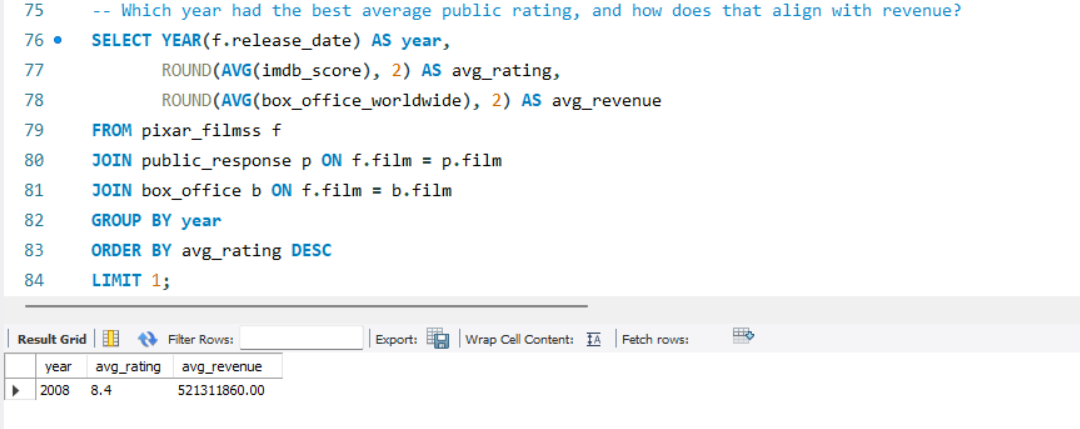 75 -- Which year had the best average public rating, and how does that align with revenue?
76 SELECT YEAR(f.release_date) AS year,
77 ROUND(AVG(imdb_score), 2) AS avg_rating,
78 ROUND(AVG(box_office_worldwide), 2) AS avg_revenue
79 FROM pixar_filmss f
80 JOIN public_response p ON f.film = p.film
81 JOIN box_office b ON f.film = b.film
82 GROUP BY year
83 ORDER BY avg_rating DESC
84 LIMIT 1;
Result Grid Filter Rows: Export: Wrap Cell Content: Fetch rows:
year avg_rating avg_revenue
2008 8.4 521311860.00